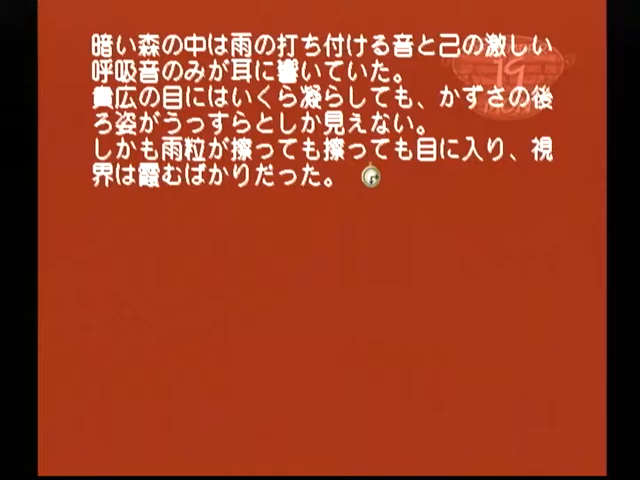 暗い森の中は雨の打ち付ける音と己の激しい
呼吸音のみが耳に響いていた。
貴広の目にはいくら凝らしても、かずさの後
ろ姿がうっすらとしか見えない。
しかも雨粒が擦っても擦っても目に入り、視
界は霞むばかりだった。
19